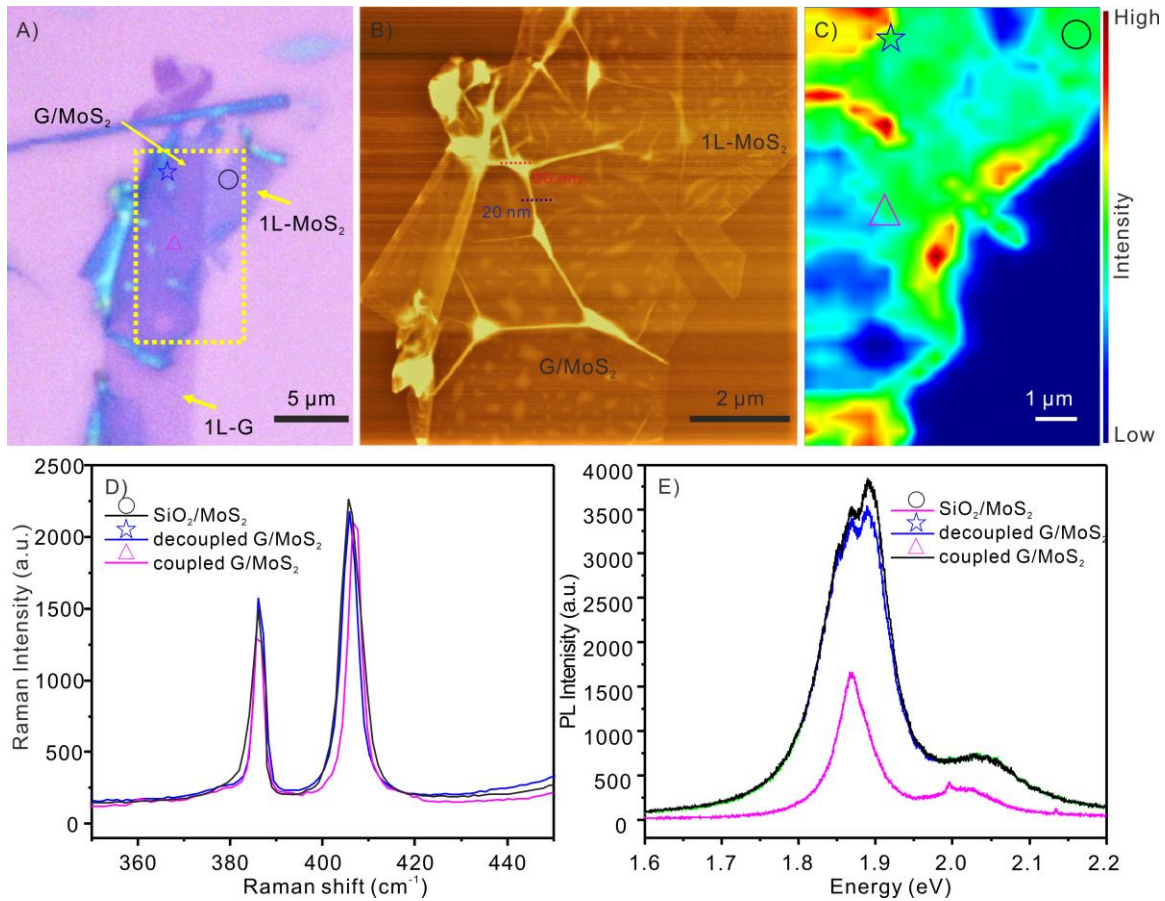 A)
G/MoS₂
1L-MoS₂
1L-G
5 µm
B)
1L-MoS₂
20 nm
G/MoS₂
2 µm
C)
High
Intensity
Low
1 µm
D)
SiO₂/MoS₂
decoupled G/MoS₂
coupled G/MoS₂
Raman Intensity (a.u.)
2500
2000
1500
1000
500
0
360 380 400 420 440
Raman shift (cm⁻¹)
E)
SiO₂/MoS₂
decoupled G/MoS₂
coupled G/MoS₂
PL Intenisity (a.u.)
4000
3500
3000
2500
2000
1500
1000
500
0
1.6 1.7 1.8 1.9 2.0 2.1 2.2
Energy (eV)